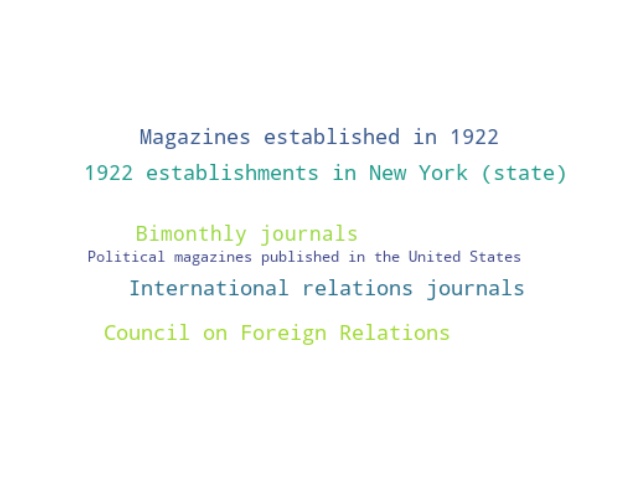 Magazines established in 1922
1922 establishments in New York (state)
Bimonthly journals
Political magazines published in the United States
International relations journals
Council on Foreign Relations